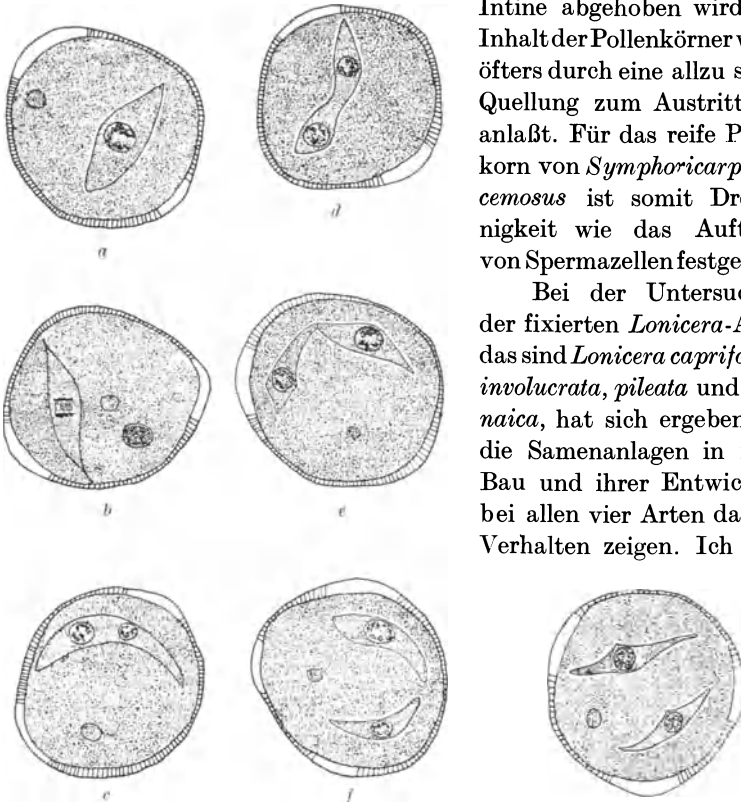 Intine abgehoben wird
Inhalt der Pollenkörner
öfters durch eine allzu s
Quellung zum Austritt
anlaßt. Für das reife P
korn von Symphoricarp
cemosus ist somit Dre
nigkeit wie das Auft
von Spermazellen festge
Bei der Untersuc
der fixierten Lonicera-A
das sind Lonicera caprifo
involucrata, pileata und
naica, hat sich ergeben
die Samenanlagen in
Bau und ihrer Entwic
bei allen vier Arten da
Verhalten zeigen. Ich
a
d
b
e
c
f